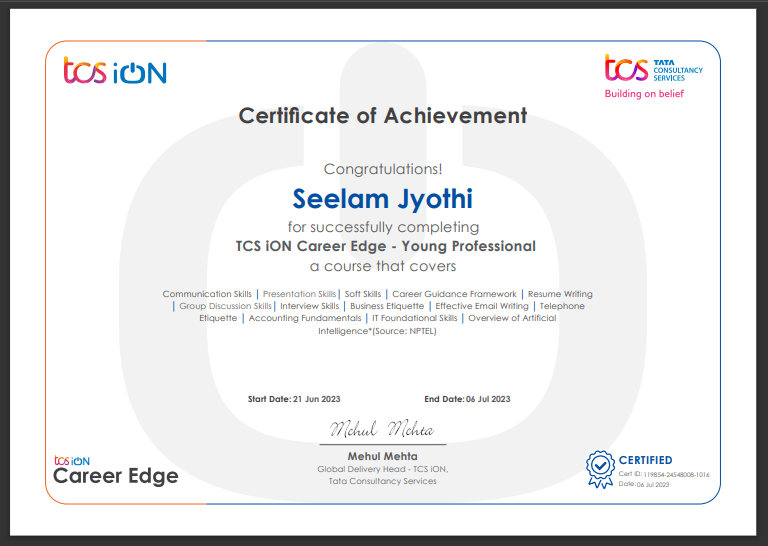 tcs iON
tcs TATA
CONSULTANCY
SERVICES
Building on belief
Certificate of Achievement
Congratulations!
Seelam Jyothi
for successfully completing
TCS iON Career Edge - Young Professional
a course that covers
Communication Skills | Presentation Skills | Soft Skills | Career Guidance Framework | Resume Writing
| Group Discussion Skills | Interview Skills | Business Etiquette | Effective Email Writing | Telephone
Etiquette | Accounting Fundamentals | IT Foundational Skills | Overview of Artificial
Intelligence*(Source: NPTEL)
Start Date: 21 Jun 2023 End Date: 06 Jul 2023
Mehul Mehta
Mehul Mehta
Global Delivery Head - TCS iON,
Tata Consultancy Services
tcs iON
Career Edge
CERTIFIED
Cert ID: 119854-24548008-1016
Date: 06 Jul 2023